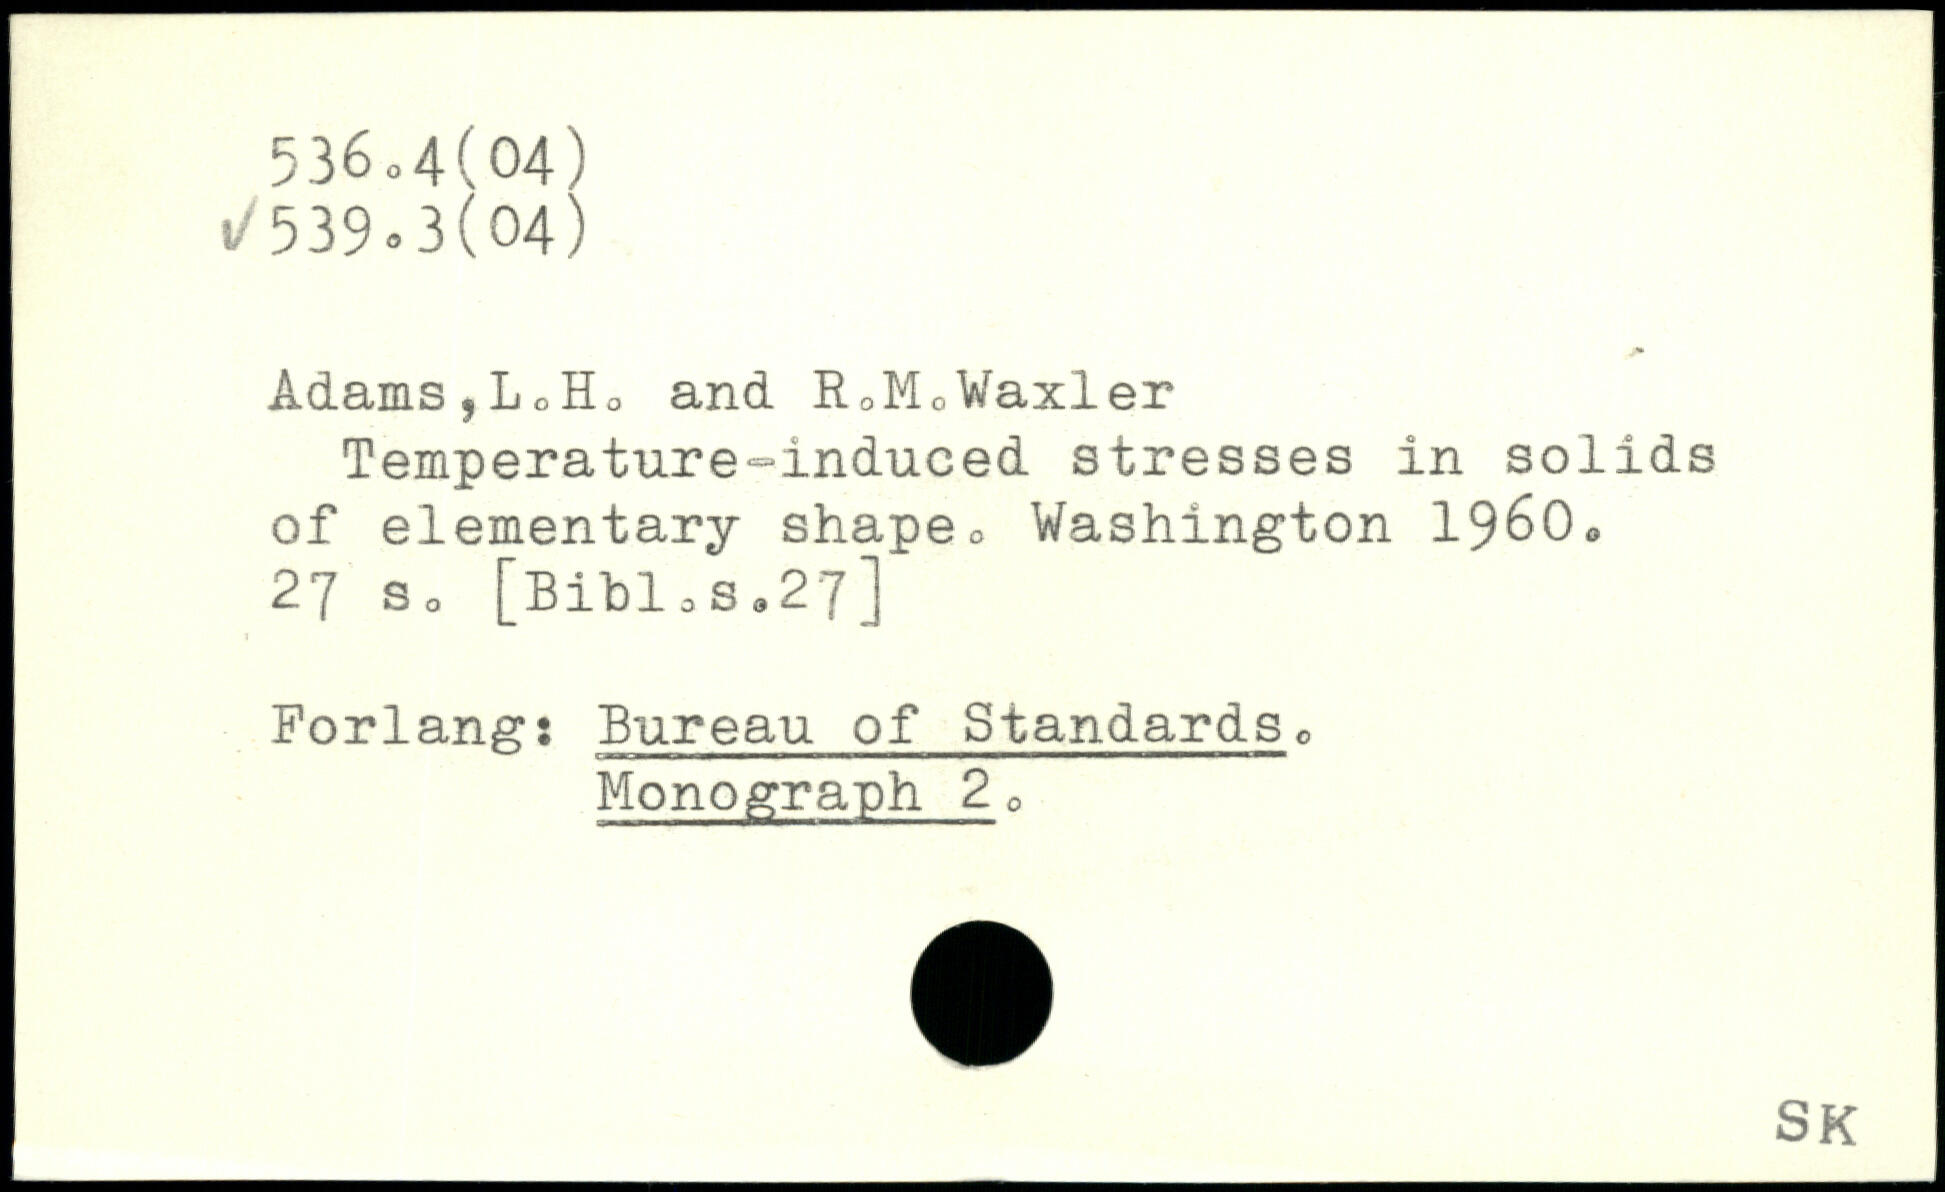 536.4(04)
✓539.3(04)
Adams,L.H. and R.M.Waxler
Temperature-induced stresses in solids
of elementary shape. Washington 1960.
27 s. [Bibl.s.27]
Forlang: Bureau of Standards.
Monograph 2.
SK